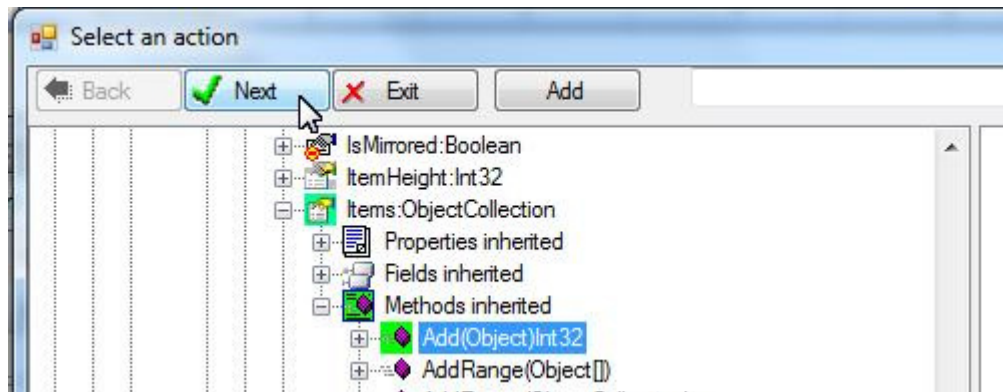 Select an action
Back Next Exit Add
IsMirrored:Boolean
ItemHeight:Int32
Items:ObjectCollection
Properties inherited
Fields inherited
Methods inherited
Add(Object)Int32
AddRange(Object[])